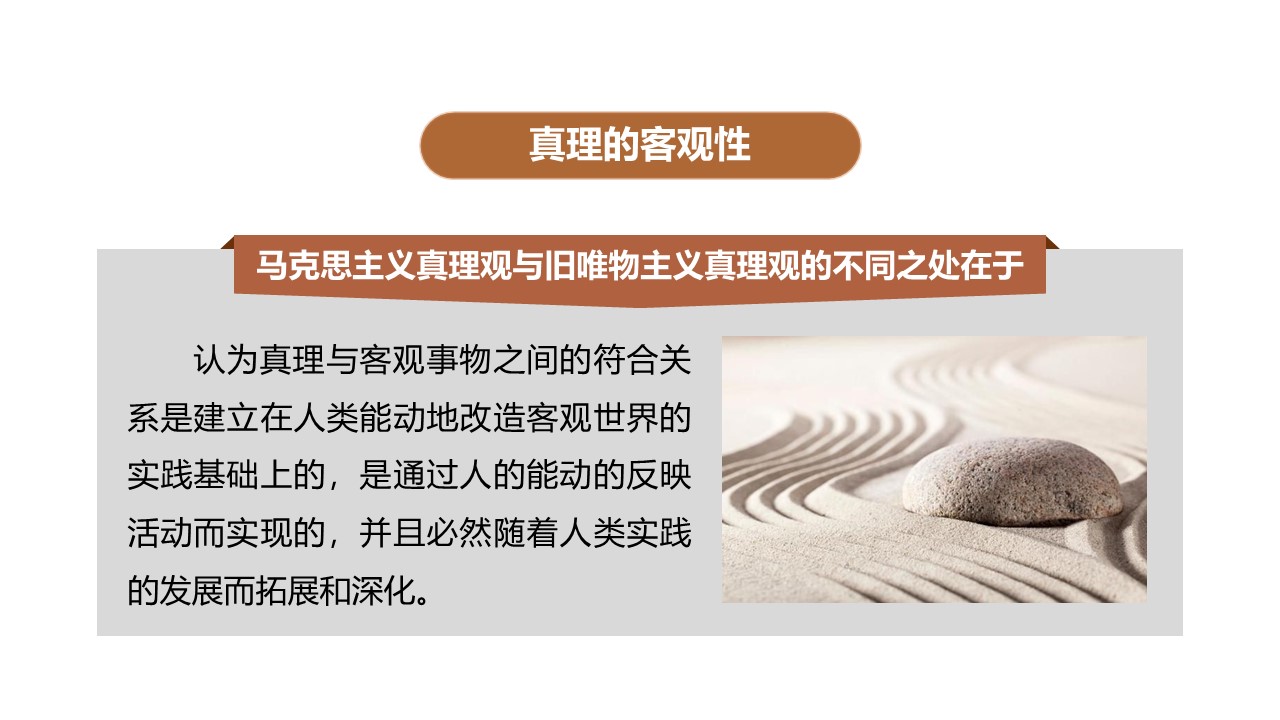 真理的客观性
马克思主义真理观与旧唯物主义真理观的不同之处在于
认为真理与客观事物之间的符合关
系是建立在人类能动地改造客观世界的
实践基础上的，是通过人的能动的反映
活动而实现的，并且必然随着人类实践
的发展而拓展和深化。